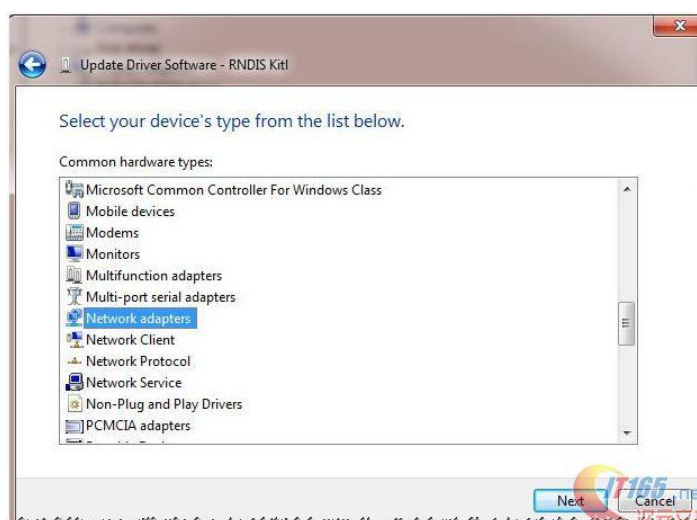 Update Driver Software - RNDIS Kitl
Select your device's type from the list below.
Common hardware types:
Microsoft Common Controller For Windows Class
Mobile devices
Modems
Monitors
Multifunction adapters
Multi-port serial adapters
Network adapters
Network Client
Network Protocol
Network Service
Non-Plug and Play Drivers
PCMCIA adapters
Next
Cancel
IT165.ne